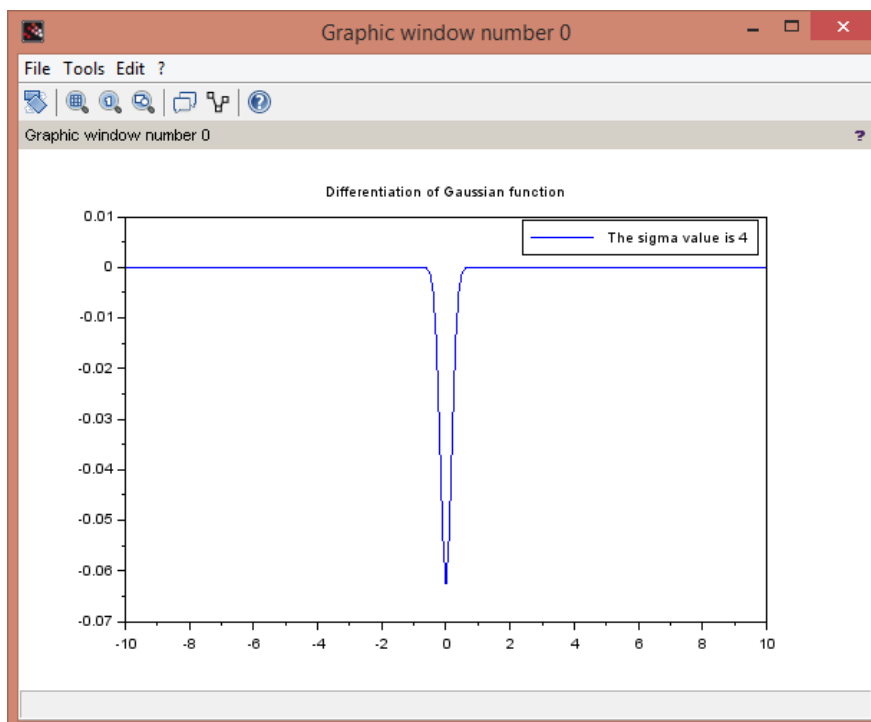 Graphic window number 0
File Tools Edit ?
Graphic window number 0 ?
Differentiation of Gaussian function
The sigma value is 4
0.01
0
-0.01
-0.02
-0.03
-0.04
-0.05
-0.06
-0.07
-10 -8 -6 -4 -2 0 2 4 6 8 10